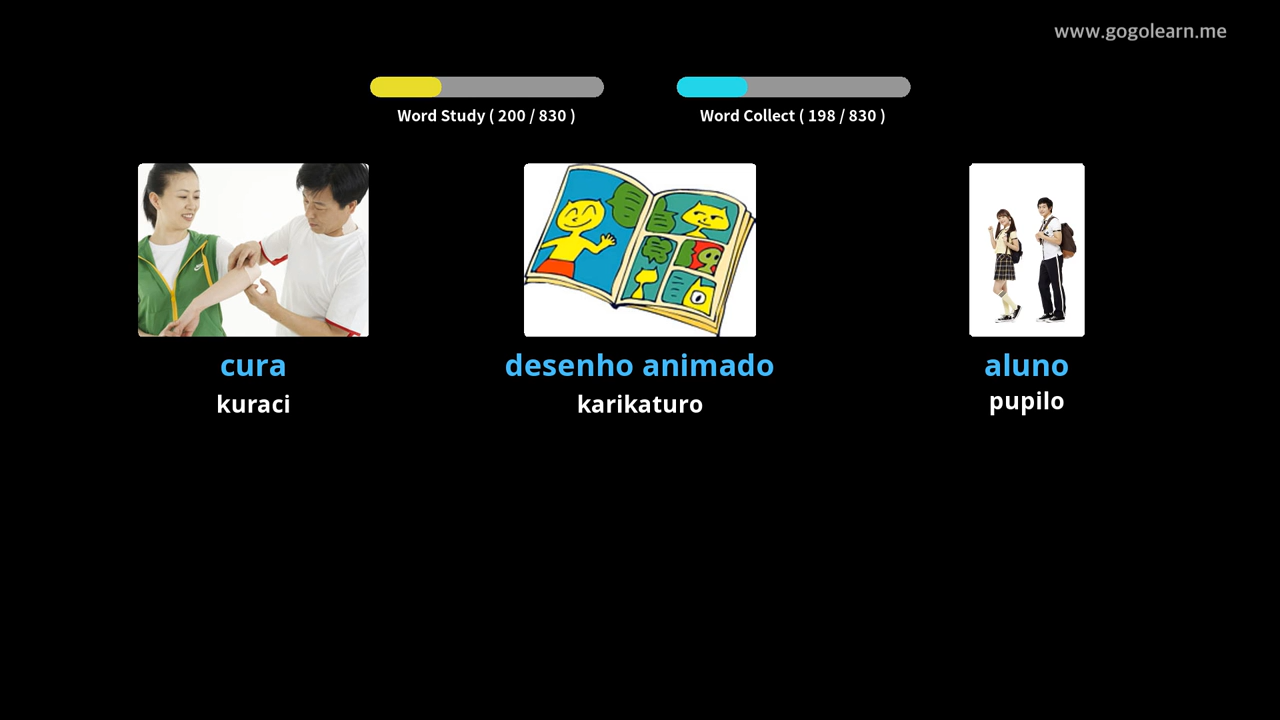 www.gogolearn.me
Word Study ( 200 / 830 )
Word Collect ( 198 / 830 )
cura
desenho animado
aluno
kuraci
karikaturo
pupilo